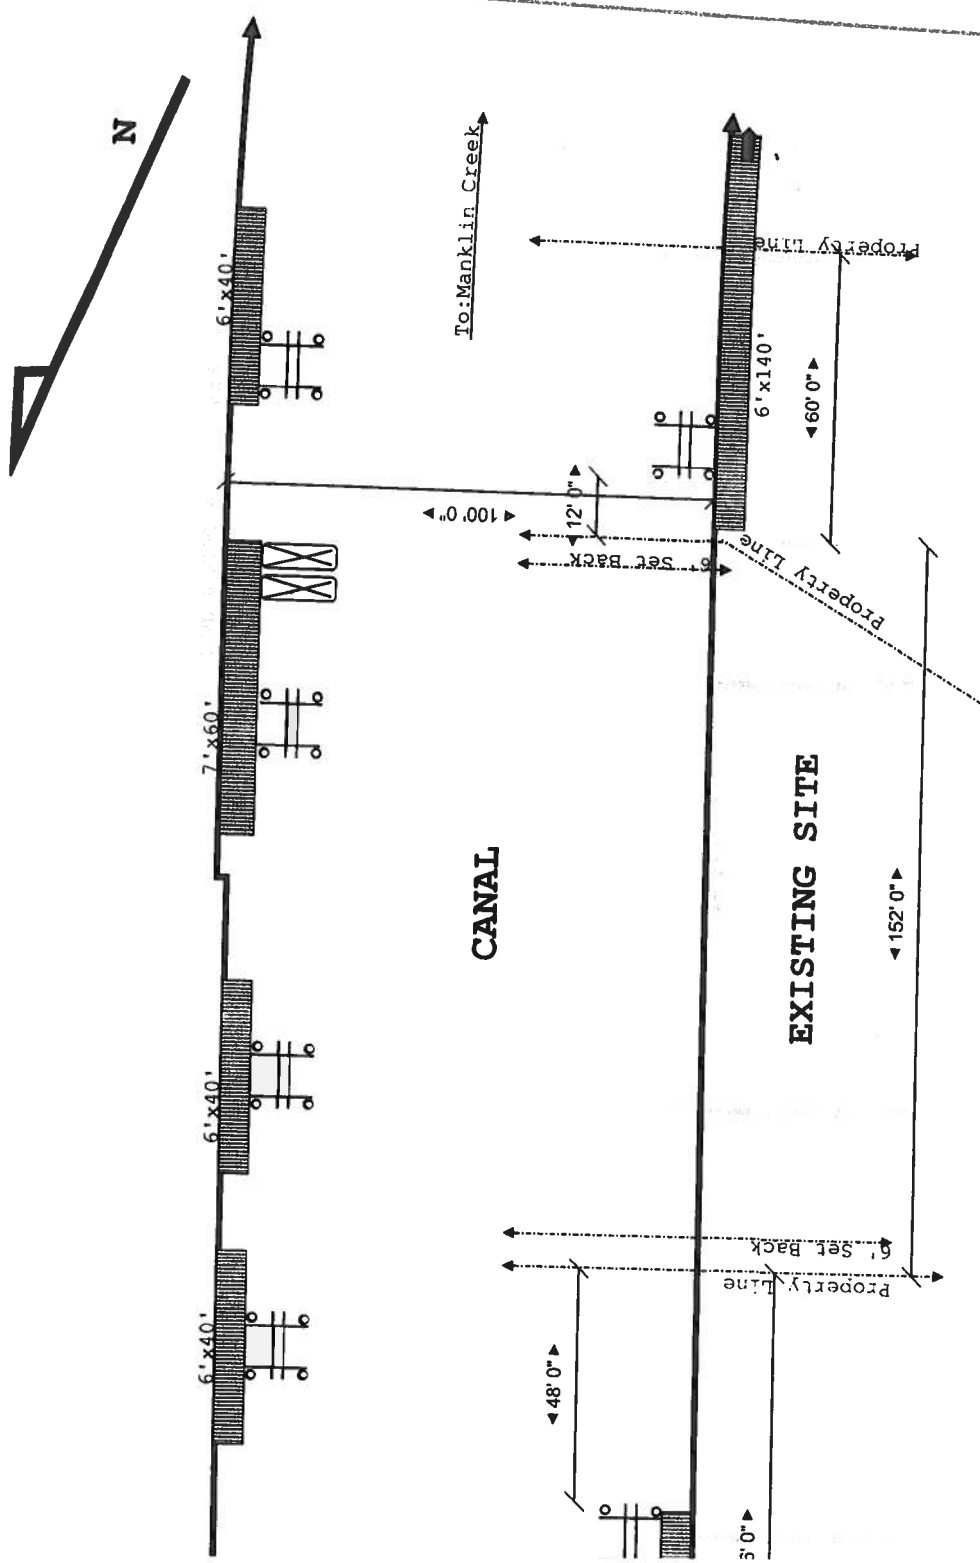 N
6'x40'
To:Manklin Creek
Property Line
6'x140'
60' 0"
12' 0"
100' 0"
6' Set Back
Property Line
7'x60'
CANAL
EXISTING SITE
152' 0"
6'x40'
6' Set Back
Property Line
6'x40'
48' 0"
6' 0"